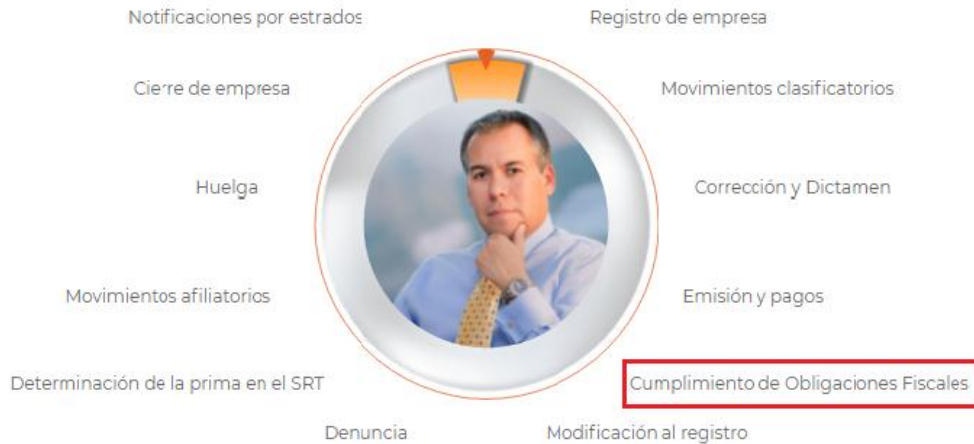 Notificaciones por estrados
Registro de empresa
Cierre de empresa
Movimientos clasificatorios
Huelga
Corrección y Dictamen
Movimientos afiliatorios
Emisión y pagos
Determinación de la prima en el SRT
Cumplimiento de Obligaciones Fiscales
Denuncia
Modificación al registro